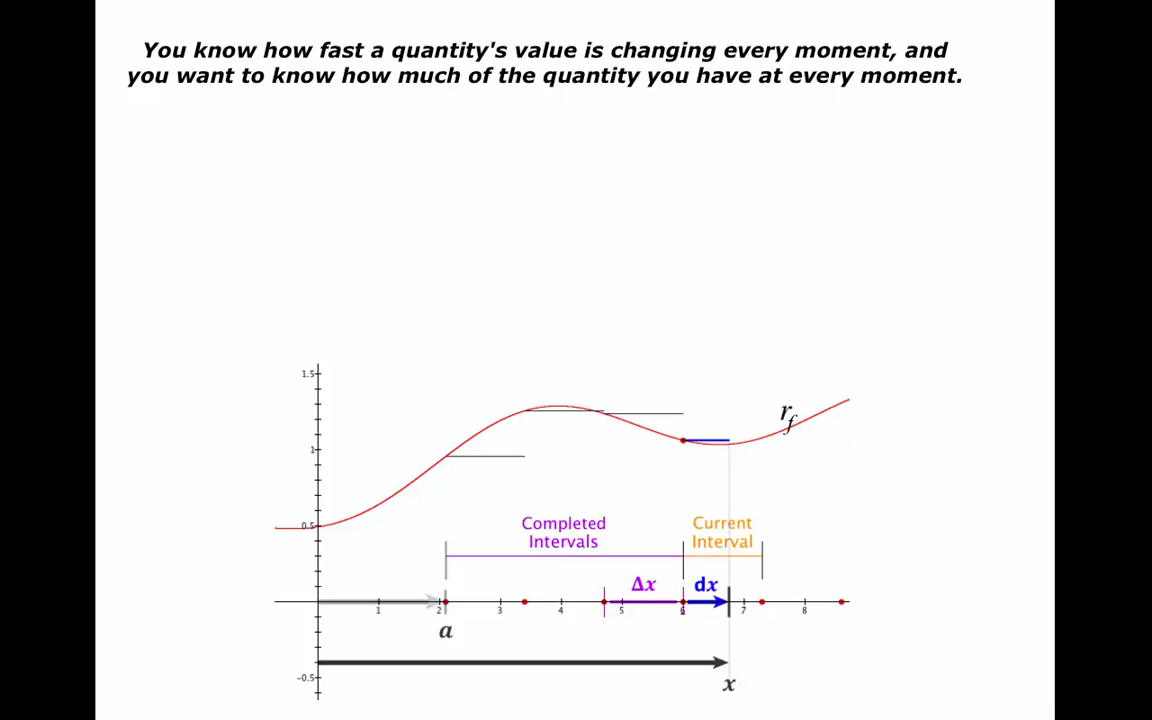 You know how fast a quantity's value is changing every moment, and
you want to know how much of the quantity you have at every moment.
1.5
1
0.5
-0.5
r_f
Completed
Intervals
Current
Interval
Δx
dx
1
2
3
4
5
6
7
8
a
x